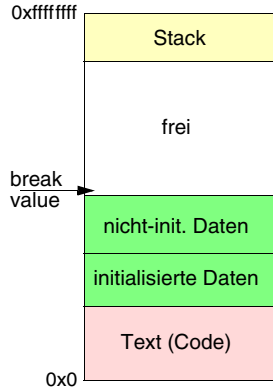 0xffffffff
Stack
frei
break
value
nicht-init. Daten
initialisierte Daten
Text (Code)
0x0